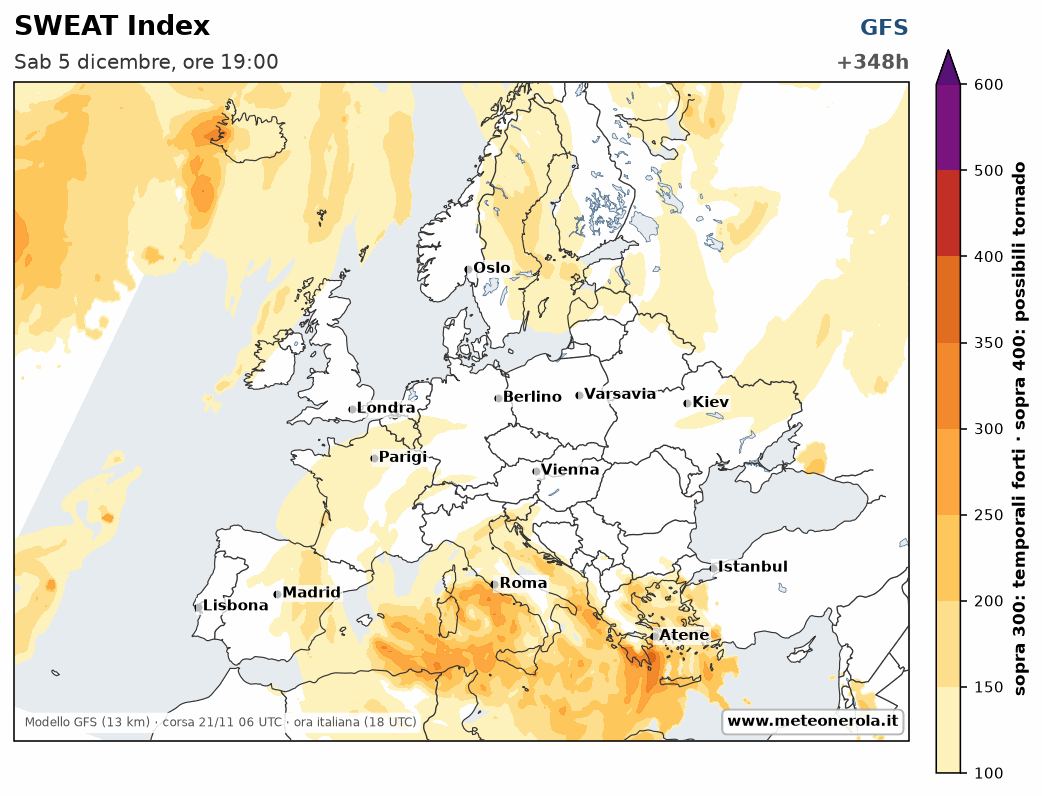 SWEAT Index
GFS
Sab 5 dicembre, ore 19:00
+348h
Oslo
Londra
Berlino
Varsavia
Kiev
Parigi
Vienna
Istanbul
Roma
Madrid
Lisbona
Atene
Modello GFS (13 km) · corsa 21/11 06 UTC · ora italiana (18 UTC)
www.meteonerola.it
600
500
400
350
300
250
200
150
100
sopra 300: temporali forti · sopra 400: possibili tornado